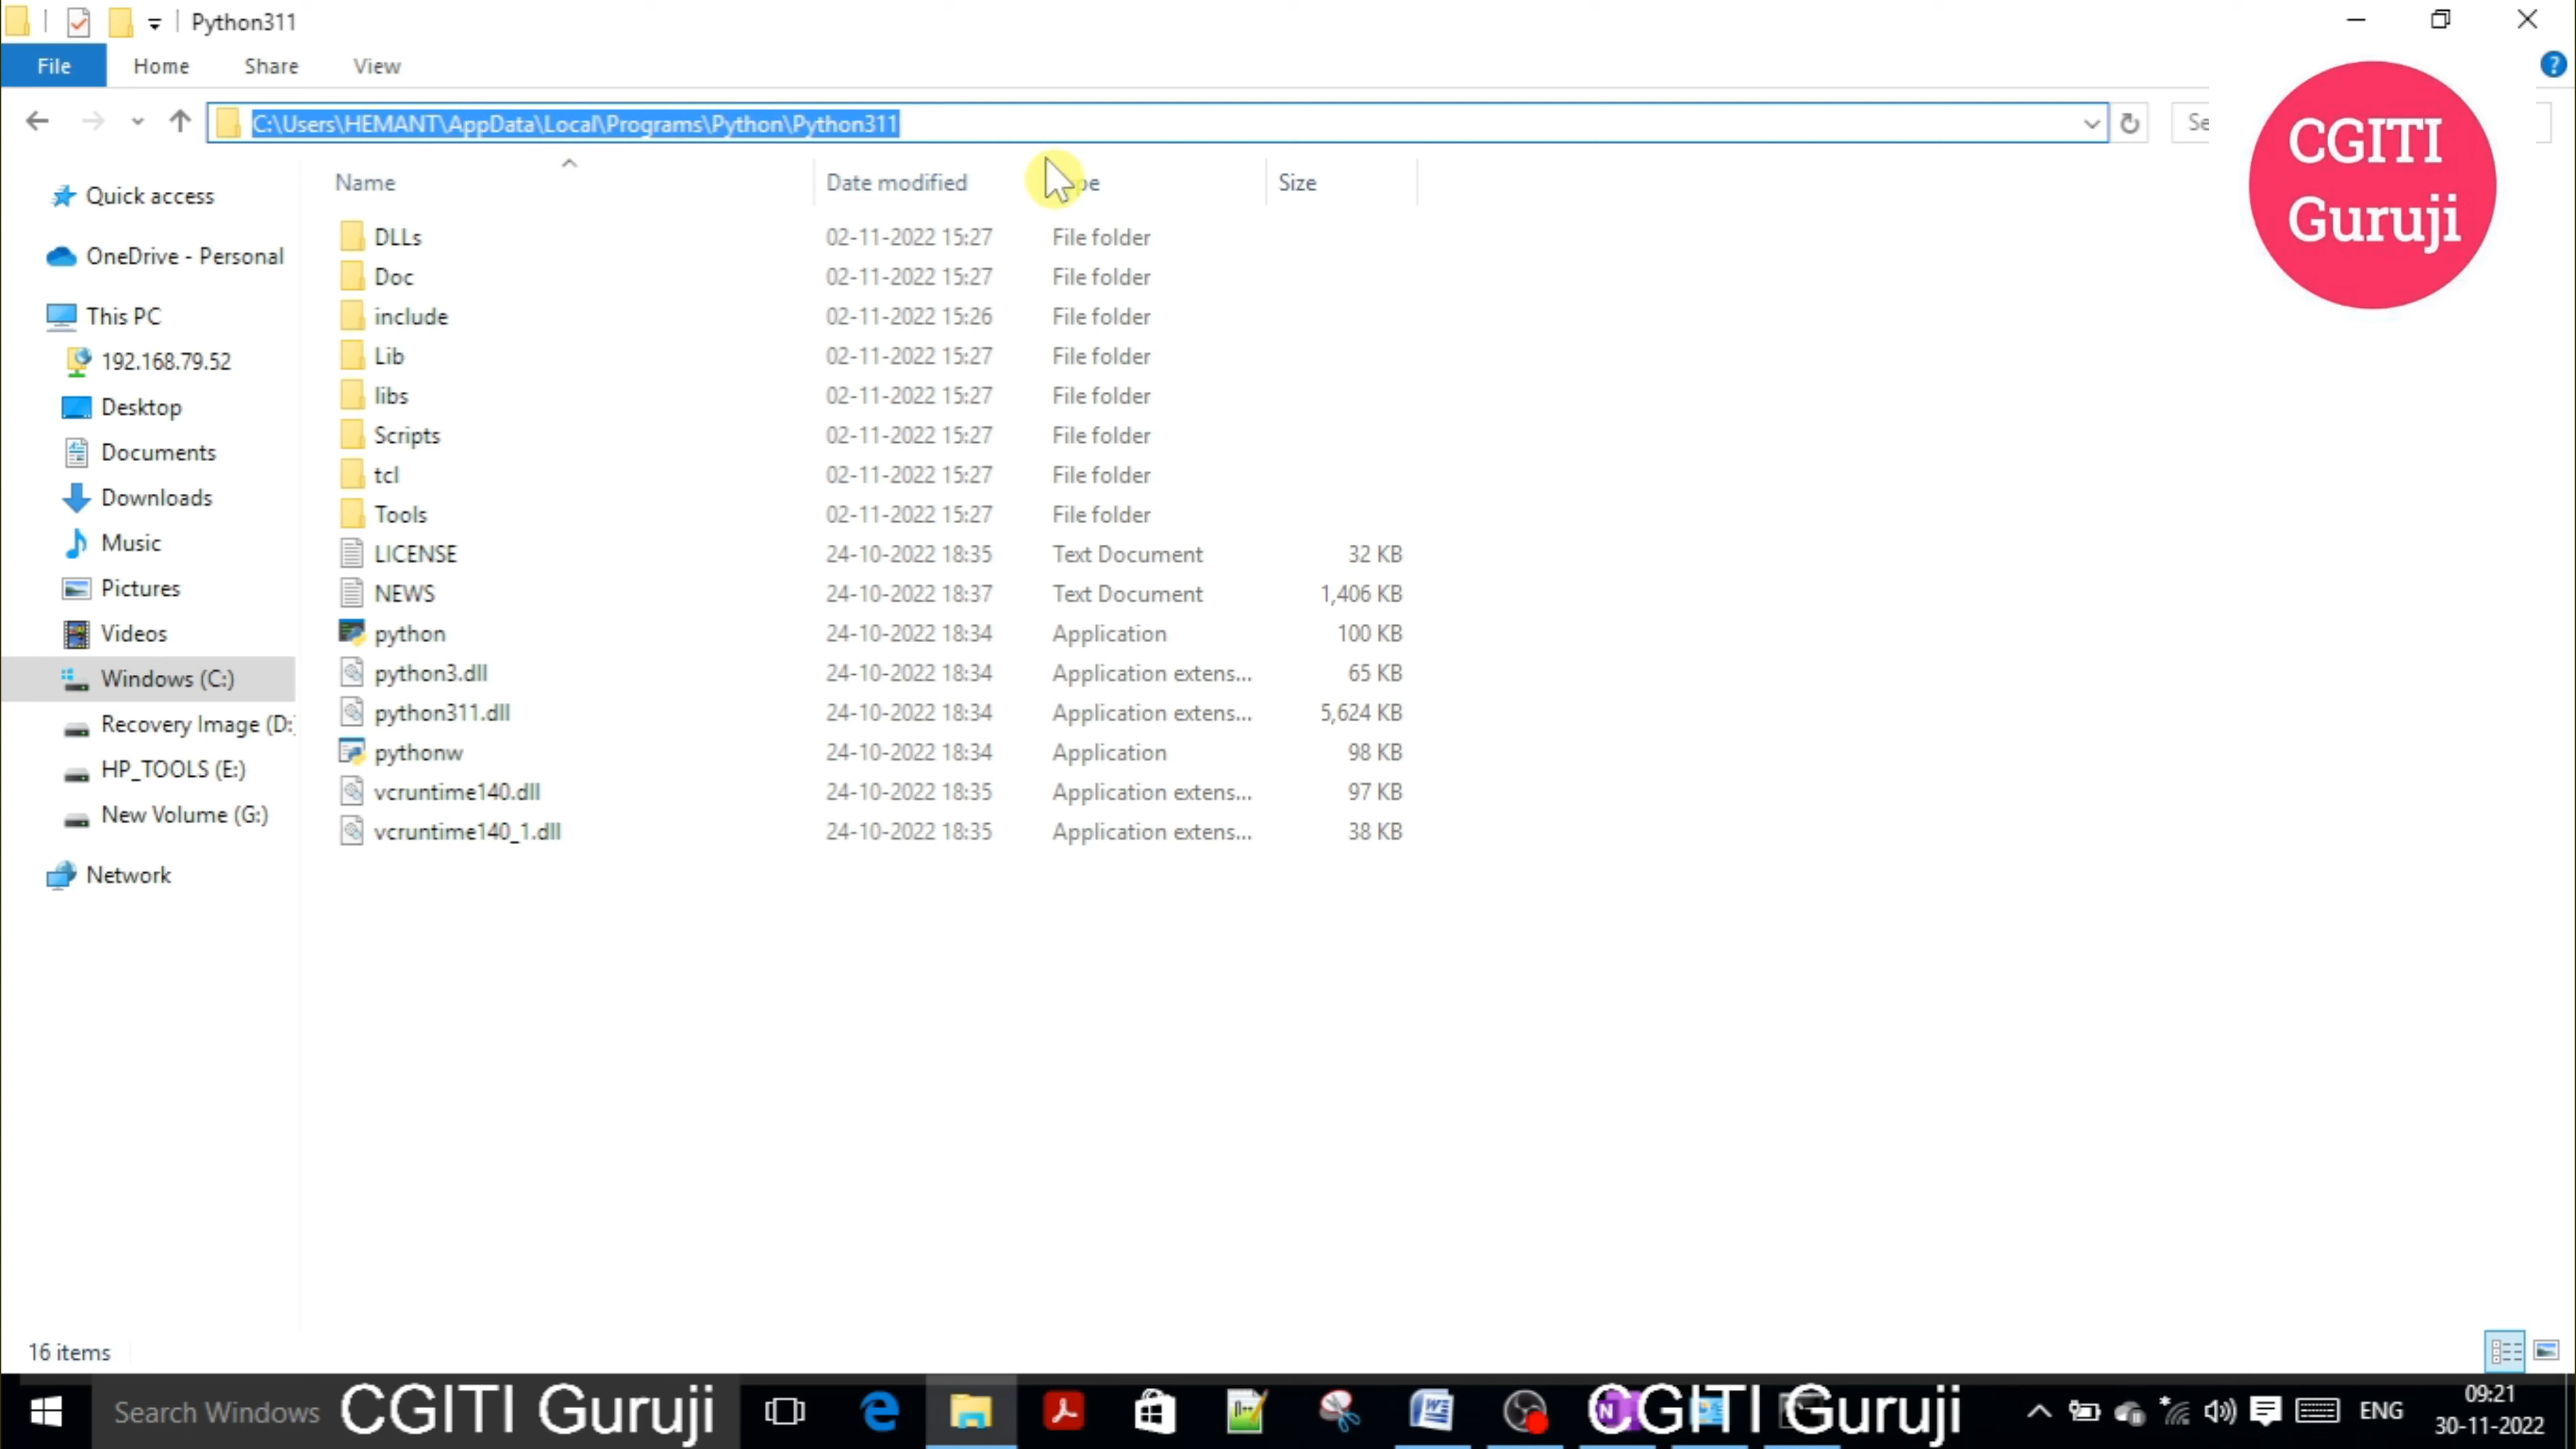 Python311
File Home Share View
C:\Users\HEMANT\AppData\Local\Programs\Python\Python311
Se
CGITI
Guruji
Name Date modified Size
Quick access
OneDrive - Personal
This PC
192.168.79.52
Desktop
Documents
Downloads
Music
Pictures
Videos
Windows (C:)
Recovery Image (D:
HP_TOOLS (E:)
New Volume (G:)
Network
DLLs 02-11-2022 15:27 File folder
Doc 02-11-2022 15:27 File folder
include 02-11-2022 15:26 File folder
Lib 02-11-2022 15:27 File folder
libs 02-11-2022 15:27 File folder
Scripts 02-11-2022 15:27 File folder
tcl 02-11-2022 15:27 File folder
Tools 02-11-2022 15:27 File folder
LICENSE 24-10-2022 18:35 Text Document 32 KB
NEWS 24-10-2022 18:37 Text Document 1,406 KB
python 24-10-2022 18:34 Application 100 KB
python3.dll 24-10-2022 18:34 Application extens... 65 KB
python311.dll 24-10-2022 18:34 Application extens... 5,624 KB
pythonw 24-10-2022 18:34 Application 98 KB
vcruntime140.dll 24-10-2022 18:35 Application extens... 97 KB
vcruntime140_1.dll 24-10-2022 18:35 Application extens... 38 KB
16 items
Search Windows CGITI Guruji CGITI Guruji ENG 09:21
30-11-2022